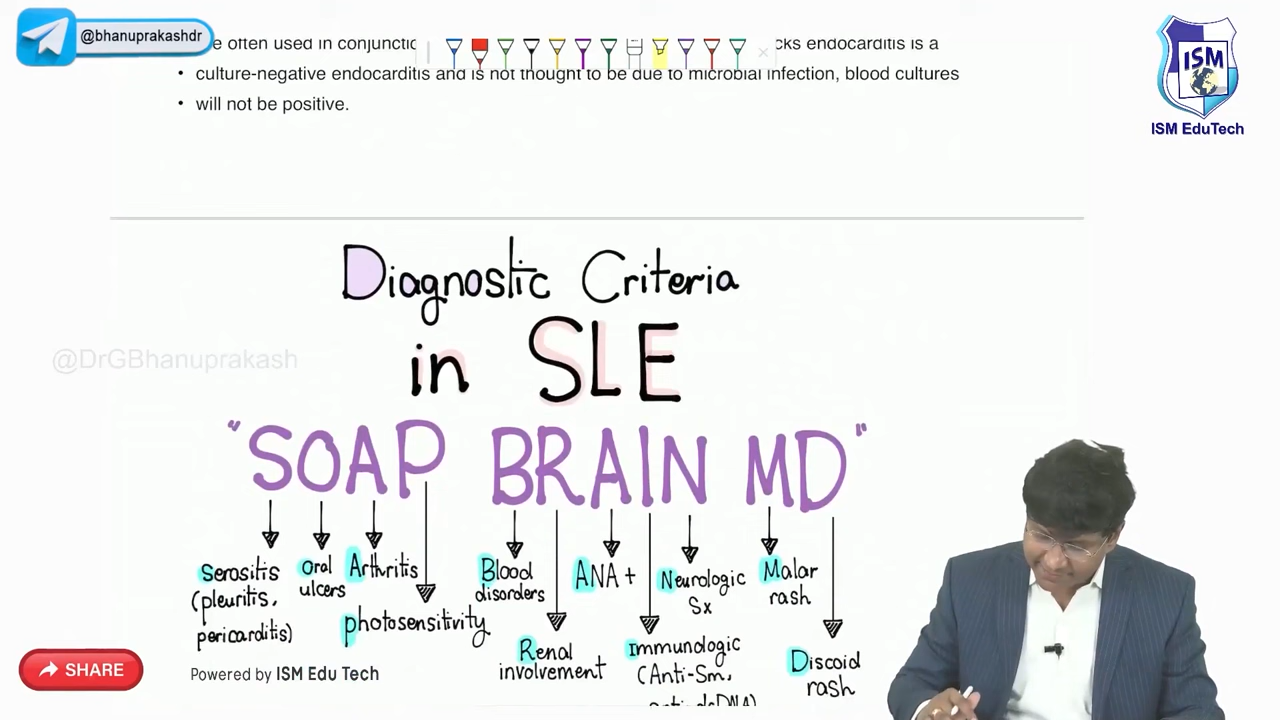 @bhanuprakashdr
e often used in conjunctic
cks endocarditis is a
• culture-negative endocarditis and is not thought to be due to microbial infection, blood cultures
• will not be positive.
ISM
ISM EduTech
Diagnostic Criteria
in SLE
@DrGBhanuprakash
"SOAP BRAIN MD"
Serositis
(pleuritis,
pericarditis)
Oral
ulcers
Arthritis
photosensitivity
Blood
disorders
Renal
involvement
ANA+
Immunologic
(Anti-Sm,
Neurologic
Sx
Malar
rash
Discoid
rash
SHARE
Powered by ISM Edu Tech